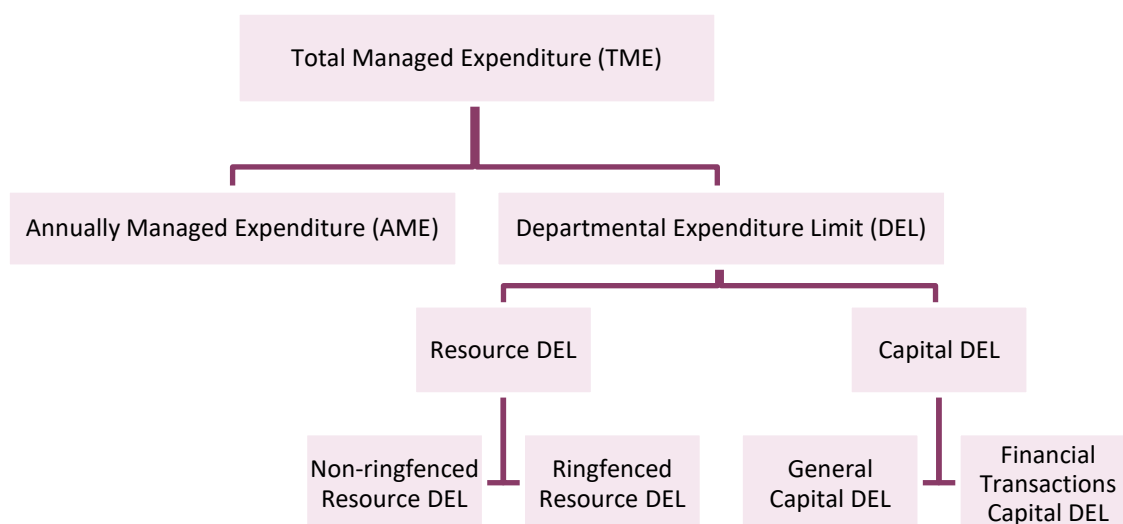 Total Managed Expenditure (TME)
Annually Managed Expenditure (AME)
Departmental Expenditure Limit (DEL)
Resource DEL
Capital DEL
Non-ringfenced
Resource DEL
Ringfenced
Resource DEL
General
Capital DEL
Financial
Transactions
Capital DEL